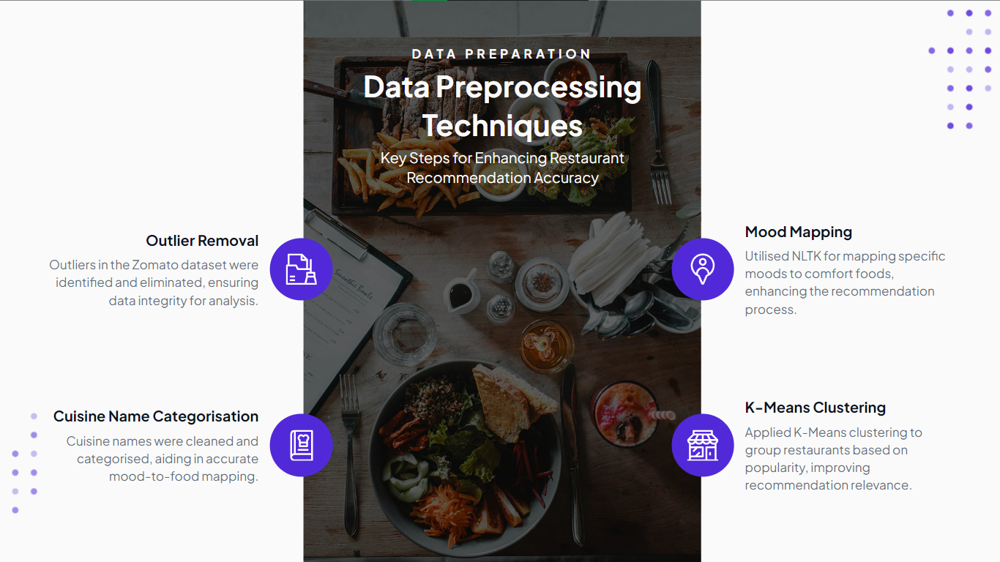 DATA PREPARATION
Data Preprocessing
Techniques
Key Steps for Enhancing Restaurant
Recommendation Accuracy
Outlier Removal
Outliers in the Zomato dataset were
identified and eliminated, ensuring
data integrity for analysis.
Cuisine Name Categorisation
Cuisine names were cleaned and
categorised, aiding in accurate
mood-to-food mapping.
Mood Mapping
Utilised NLTK for mapping specific
moods to comfort foods,
enhancing the recommendation
process.
K-Means Clustering
Applied K-Means clustering to
group restaurants based on
popularity, improving
recommendation relevance.
Smoothie Bowls